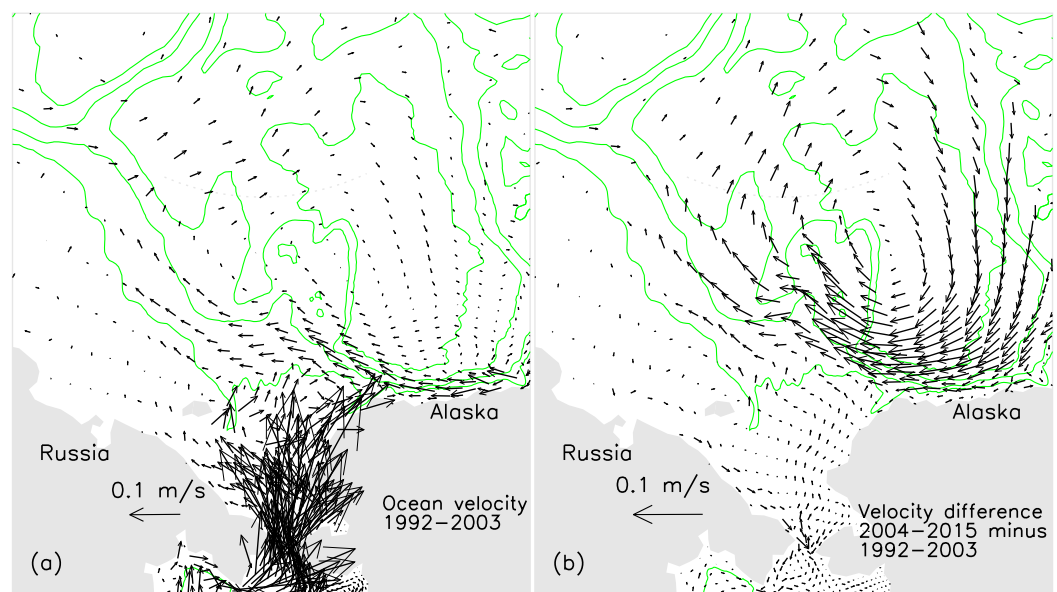 Alaska
Russia
0.1 m/s
Ocean velocity
1992-2003
(a)
Alaska
Russia
0.1 m/s
Velocity difference
2004-2015 minus
1992-2003
(b)